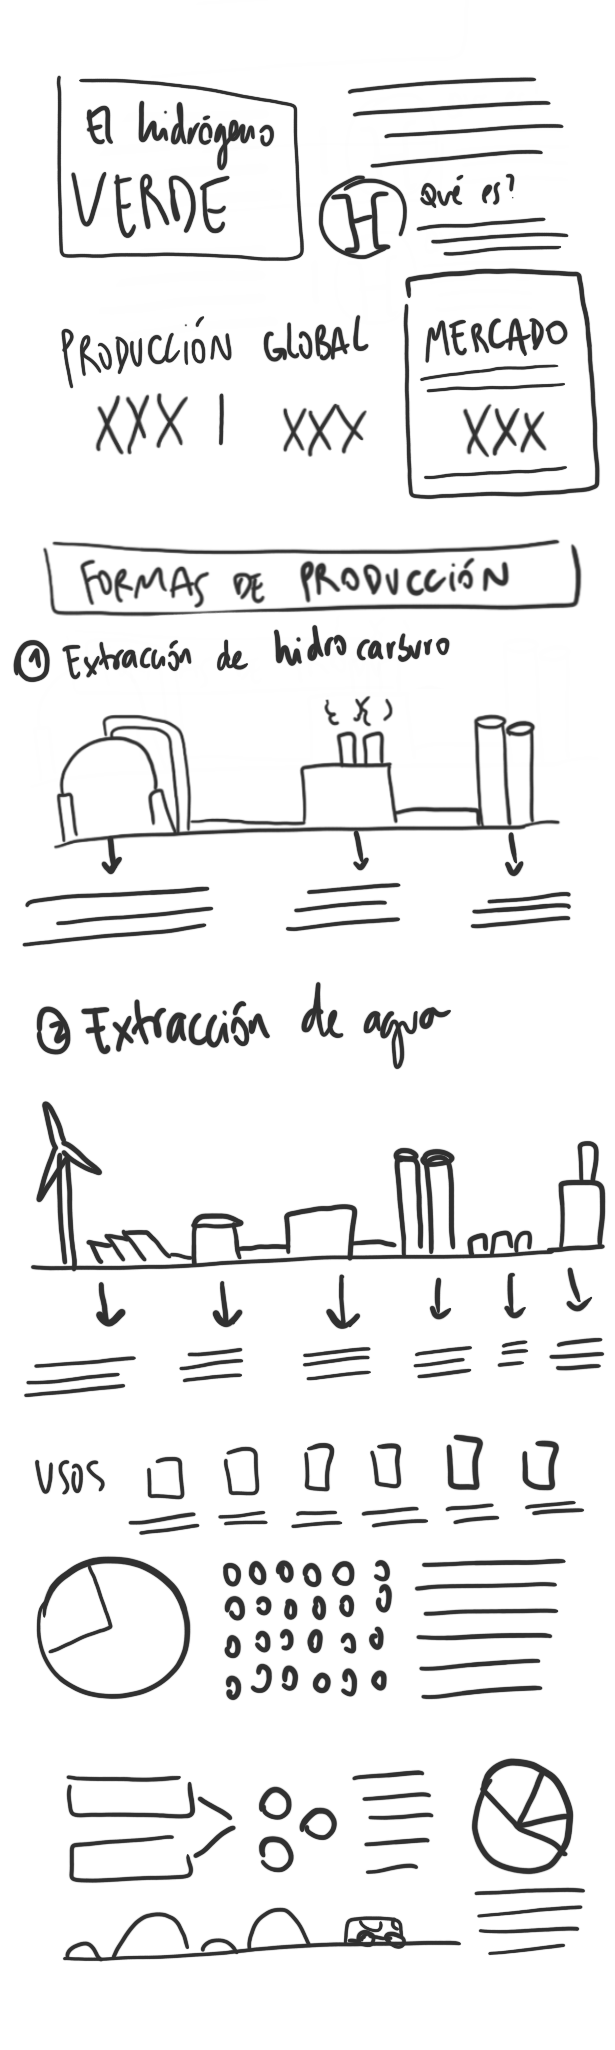 El hidrógeno
VERDE
H
Qué es?
PRODUCCIÓN GLOBAL
XXX | XXX
MERCADO
XXX
FORMAS DE PRODUCCIÓN
① Extracción de hidrocarburo
② Extracción de agua
USOS